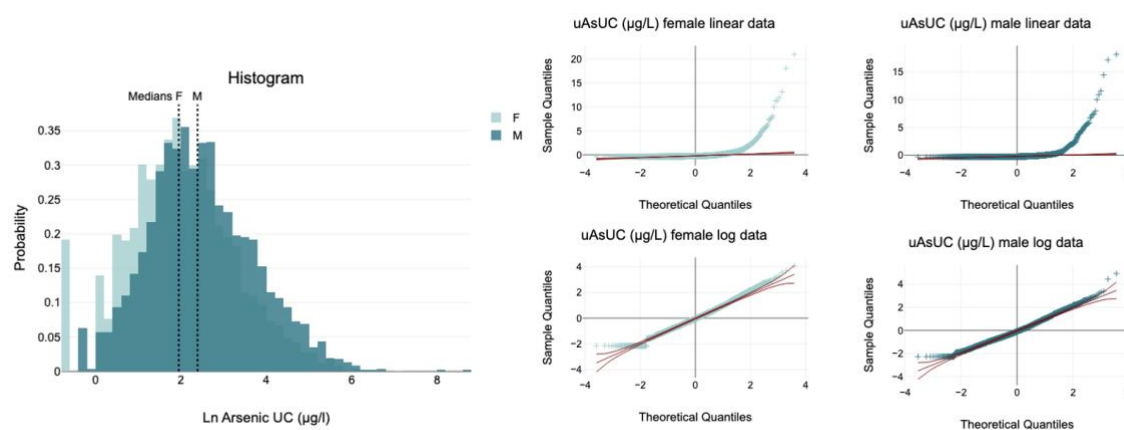 Histogram
Medians F M
F
M
0.35
0.3
0.25
0.2
0.15
0.1
0.05
0
Probability
0 2 4 6 8
Ln Arsenic UC (µg/l)
uAsUC (µg/L) female linear data
20
15
10
5
0
Sample Quantiles
−4 −2 0 2 4
Theoretical Quantiles
uAsUC (µg/L) male linear data
15
10
5
0
Sample Quantiles
−4 −2 0 2 4
Theoretical Quantiles
uAsUC (µg/L) female log data
4
2
0
−2
−4
Sample Quantiles
−4 −2 0 2 4
Theoretical Quantiles
uAsUC (µg/L) male log data
4
2
0
−2
−4
Sample Quantiles
−4 −2 0 2 4
Theoretical Quantiles